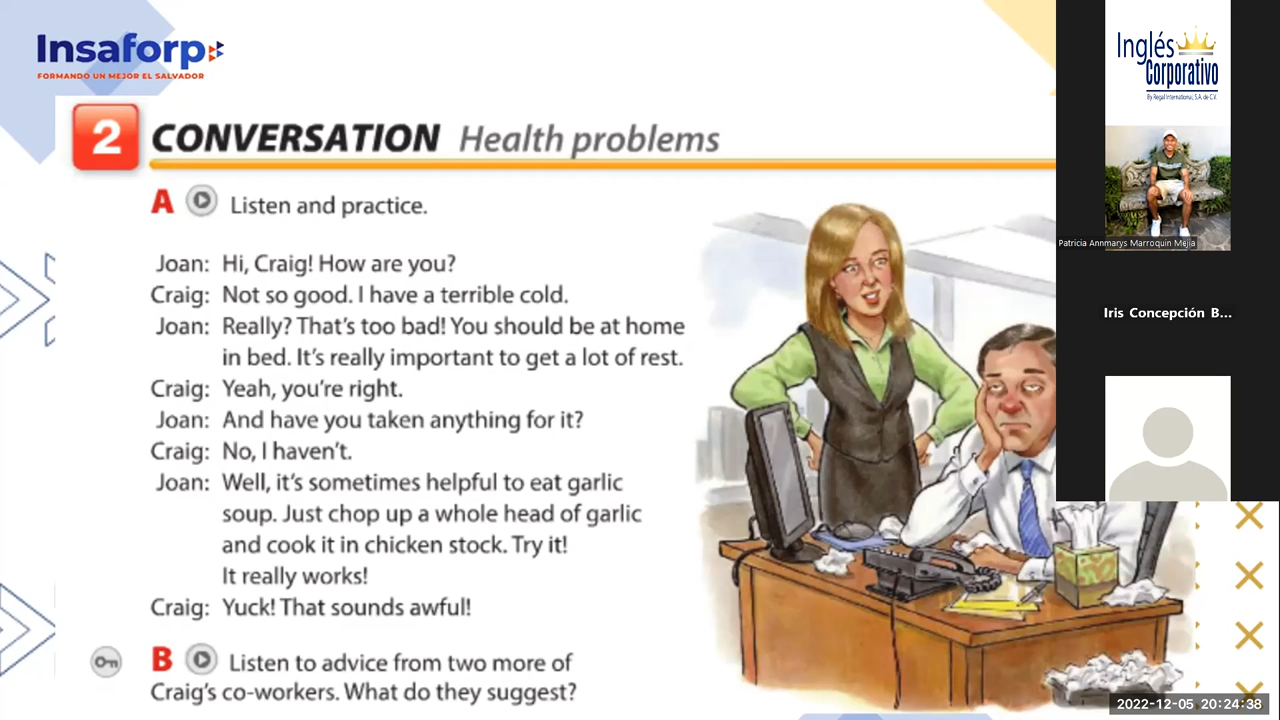 Insaforp
FORMANDO UN MEJOR EL SALVADOR
2 CONVERSATION Health problems
A Listen and practice.
Joan: Hi, Craig! How are you?
Craig: Not so good. I have a terrible cold.
Joan: Really? That's too bad! You should be at home
in bed. It's really important to get a lot of rest.
Craig: Yeah, you're right.
Joan: And have you taken anything for it?
Craig: No, I haven't.
Joan: Well, it's sometimes helpful to eat garlic
soup. Just chop up a whole head of garlic
and cook it in chicken stock. Try it!
It really works!
Craig: Yuck! That sounds awful!
B Listen to advice from two more of
Craig's co-workers. What do they suggest?
Inglés
Corporativo
By Regal International, S.A. de C.V.
Patricia Annmarys Marroquin Mejia
Iris Concepción B...
2022-12-05 20:24:38